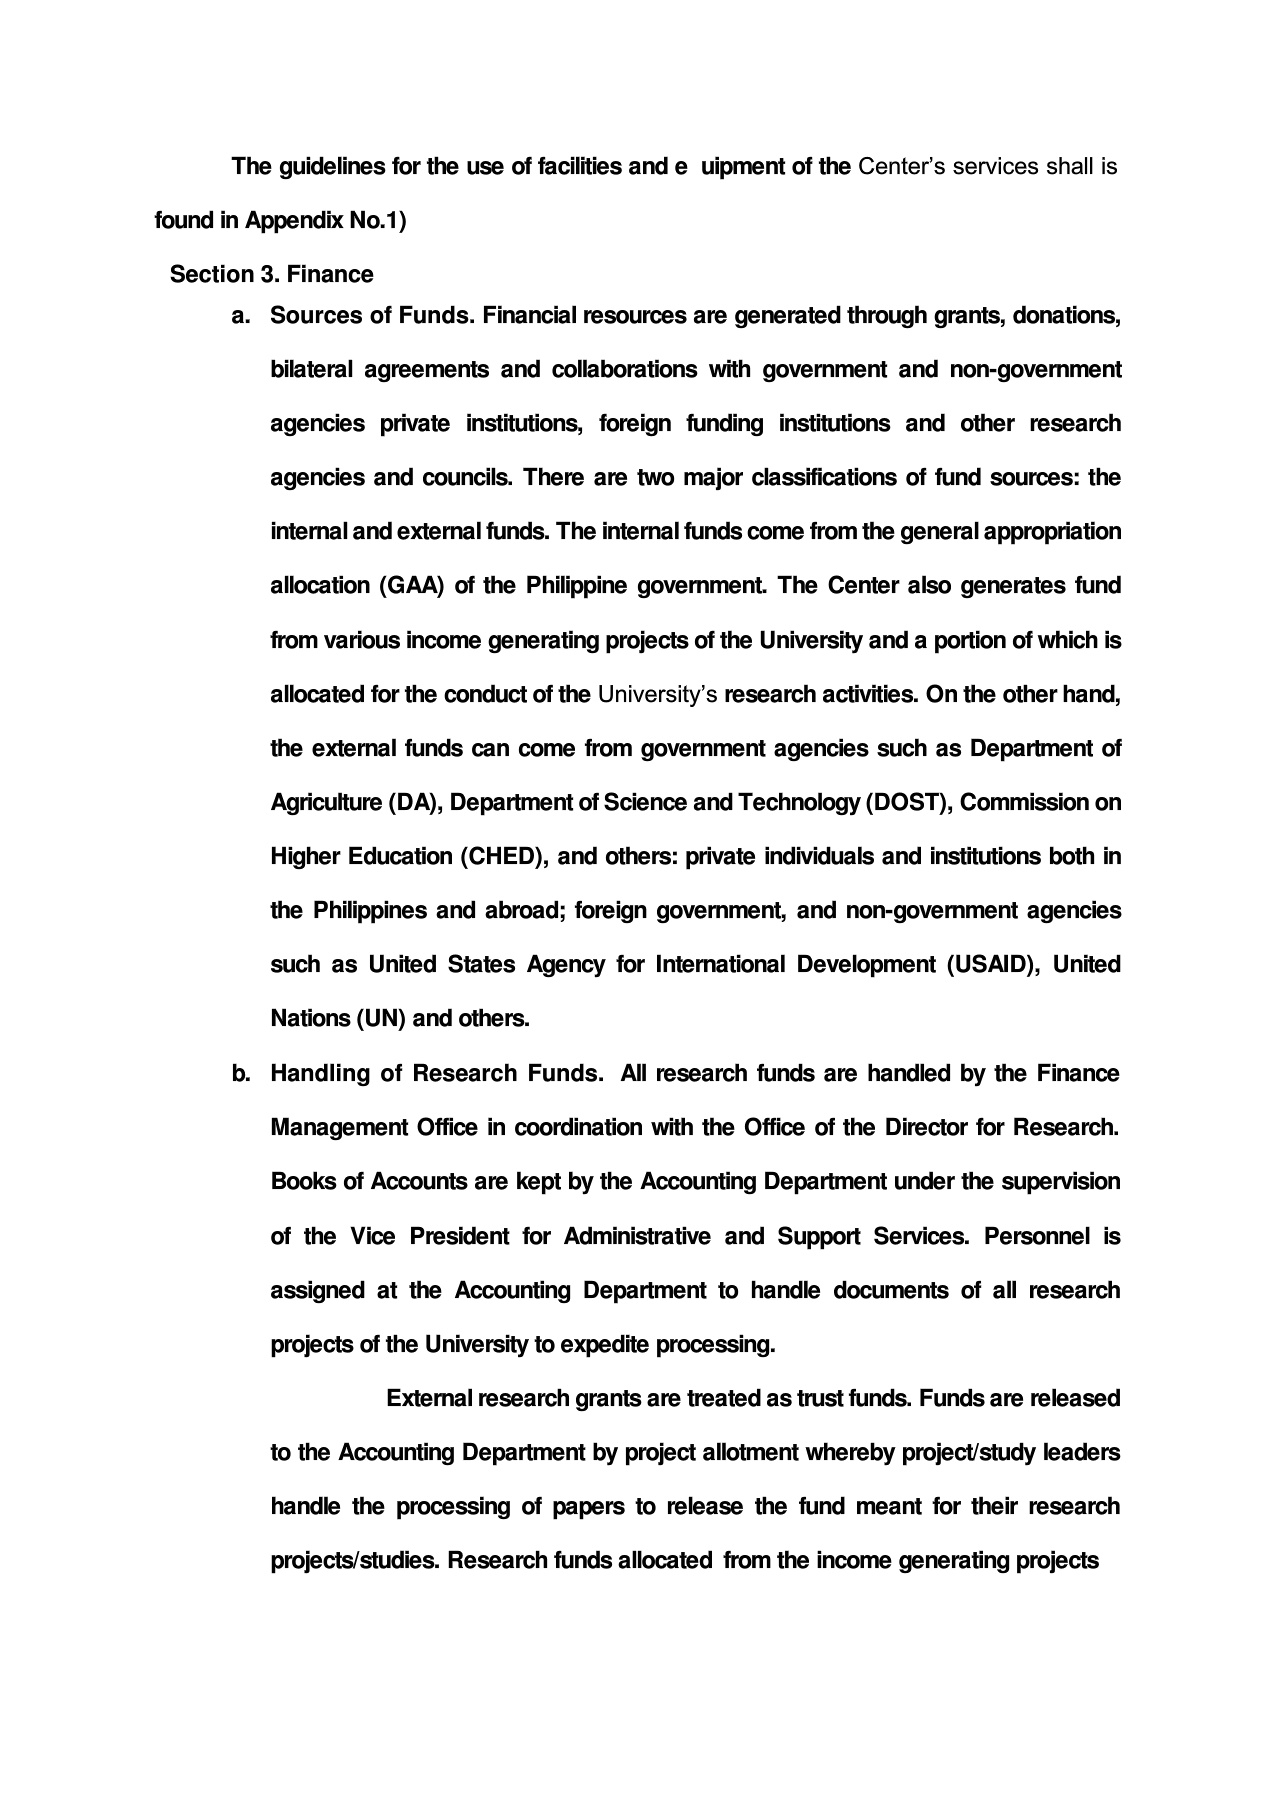 The guidelines for the use of facilities and e uipment of the Center’s services shall is
found in Appendix No.1)
Section 3. Finance
a. Sources of Funds. Financial resources are generated through grants, donations,
bilateral agreements and collaborations with government and non-government
agencies private institutions, foreign funding institutions and other research
agencies and councils. There are two major classifications of fund sources: the
internal and external funds. The internal funds come from the general appropriation
allocation (GAA) of the Philippine government. The Center also generates fund
from various income generating projects of the University and a portion of which is
allocated for the conduct of the University’s research activities. On the other hand,
the external funds can come from government agencies such as Department of
Agriculture (DA), Department of Science and Technology (DOST), Commission on
Higher Education (CHED), and others: private individuals and institutions both in
the Philippines and abroad; foreign government, and non-government agencies
such as United States Agency for International Development (USAID), United
Nations (UN) and others.
b. Handling of Research Funds. All research funds are handled by the Finance
Management Office in coordination with the Office of the Director for Research.
Books of Accounts are kept by the Accounting Department under the supervision
of the Vice President for Administrative and Support Services. Personnel is
assigned at the Accounting Department to handle documents of all research
projects of the University to expedite processing.
External research grants are treated as trust funds. Funds are released
to the Accounting Department by project allotment whereby project/study leaders
handle the processing of papers to release the fund meant for their research
projects/studies. Research funds allocated from the income generating projects